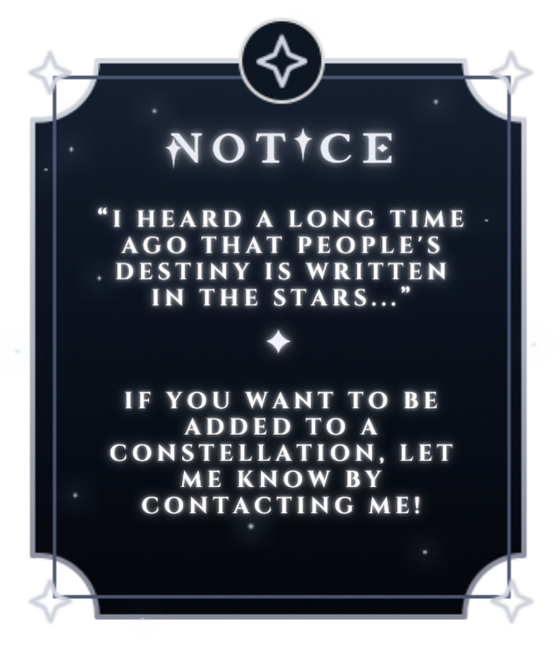 NOTICE
“I HEARD A LONG TIME
AGO THAT PEOPLE'S
DESTINY IS WRITTEN
IN THE STARS...”
IF YOU WANT TO BE
ADDED TO A
CONSTELLATION, LET
ME KNOW BY
CONTACTING ME!